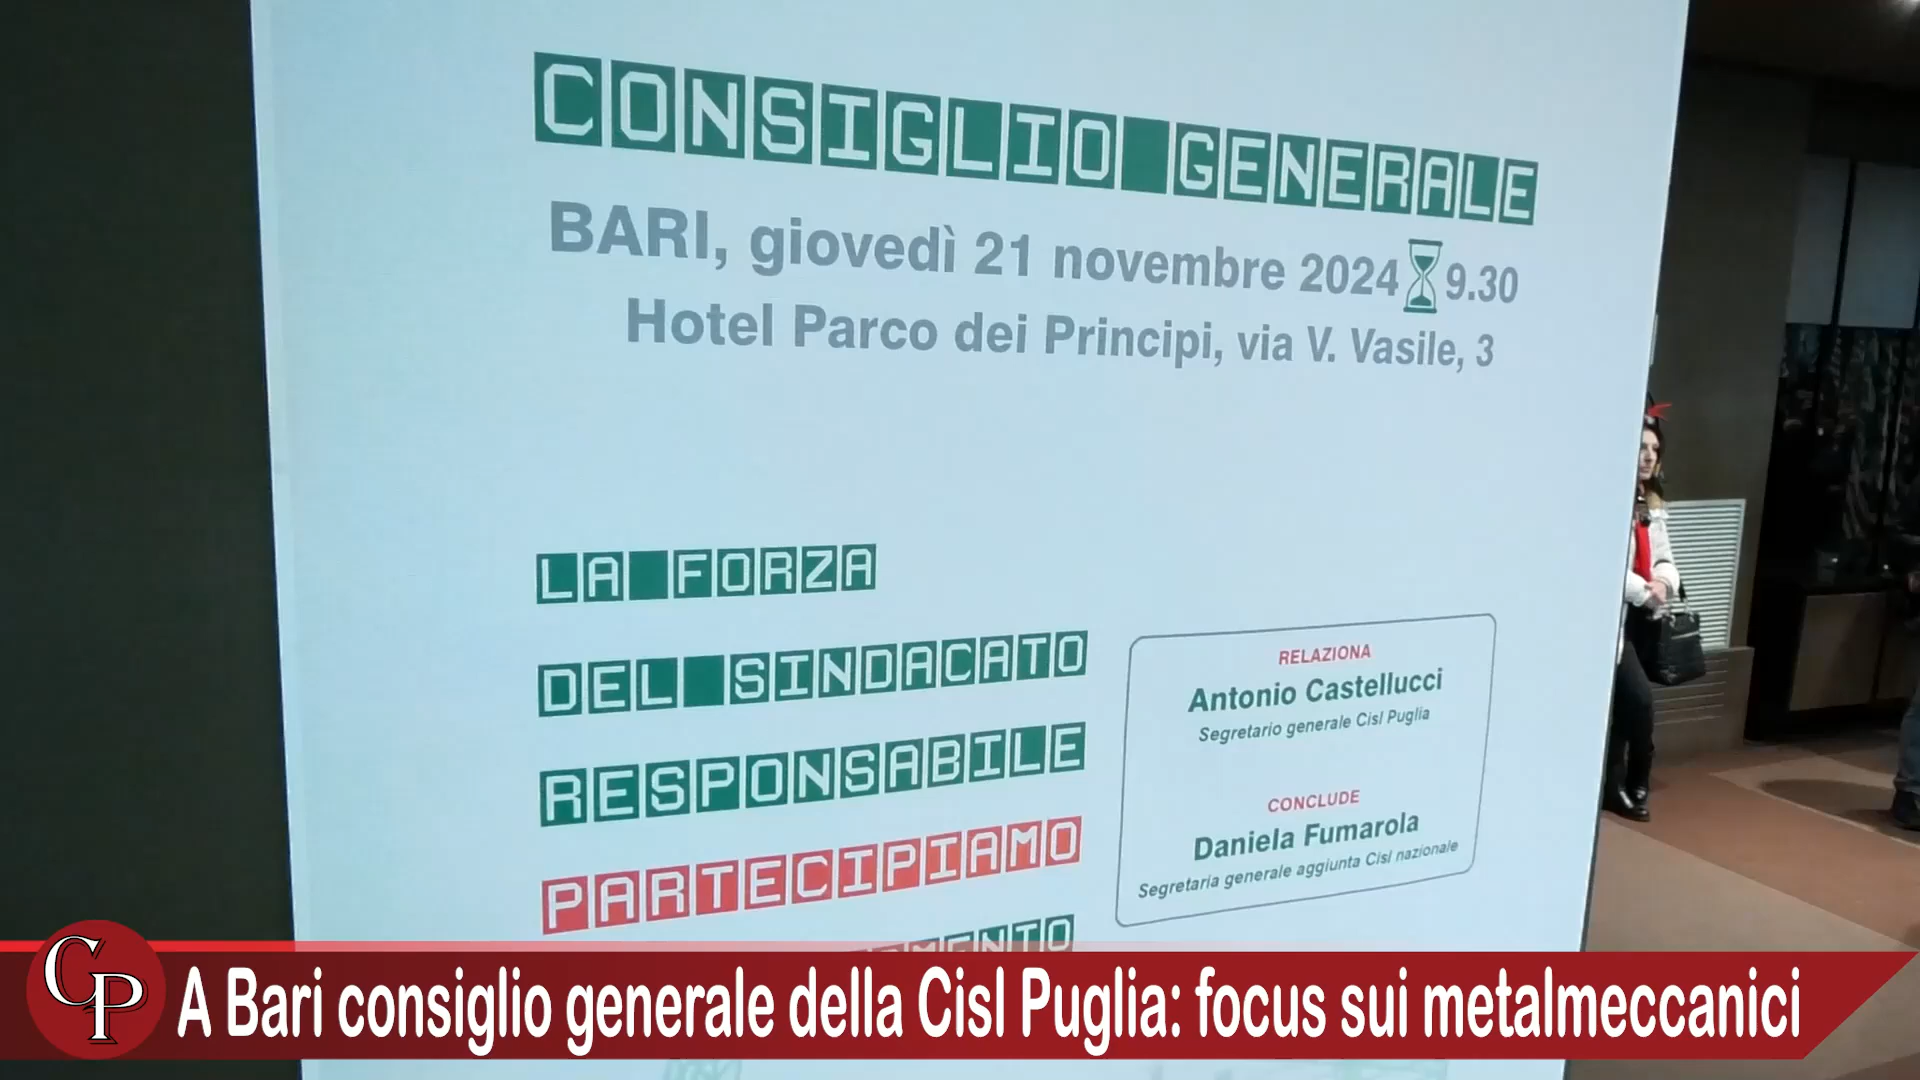 CONSIGLIO GENERALE
BARI, giovedì 21 novembre 2024 9.30
Hotel Parco dei Principi, via V. Vasile, 3
LA FORZA
DEL SINDACATO
RESPONSABILE
PARTECIPIAMO
RELAZIONA
Antonio Castellucci
Segretario generale Cisl Puglia
CONCLUDE
Daniela Fumarola
Segretaria generale aggiunta Cisl nazionale
CP
A Bari consiglio generale della Cisl Puglia: focus sui metalmeccanici